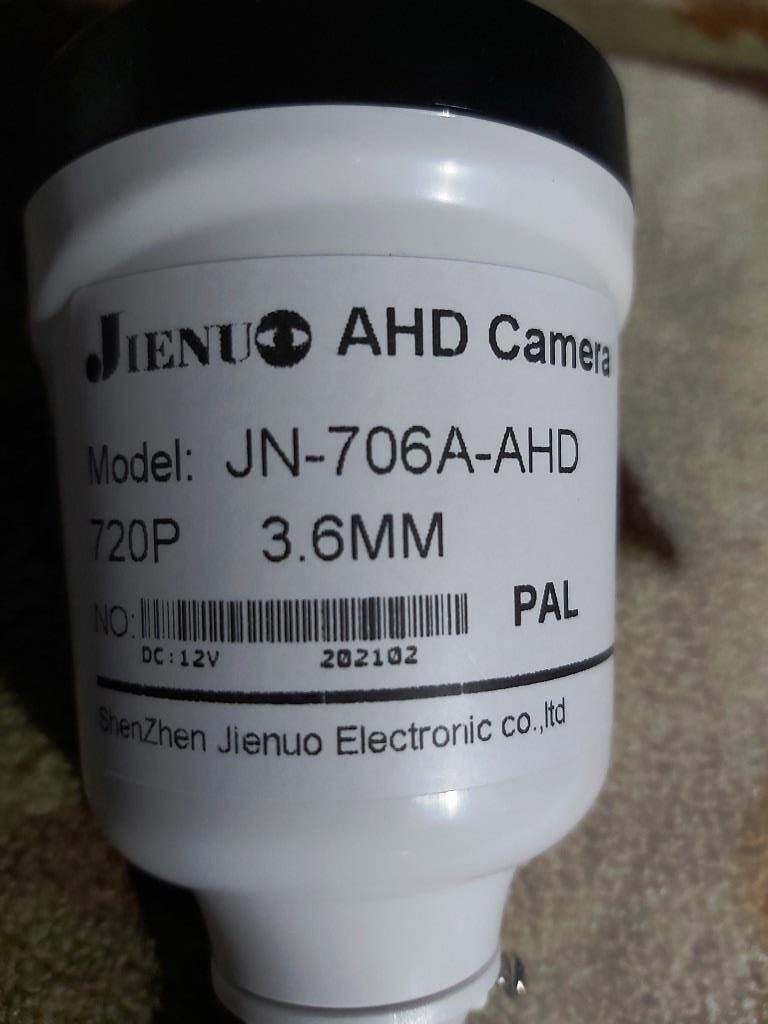 JIENUO AHD Camera
Model: JN-706A-AHD
720P 3.6MM
NO: PAL
DC:12V 202102
ShenZhen Jienuo Electronic co.,ltd